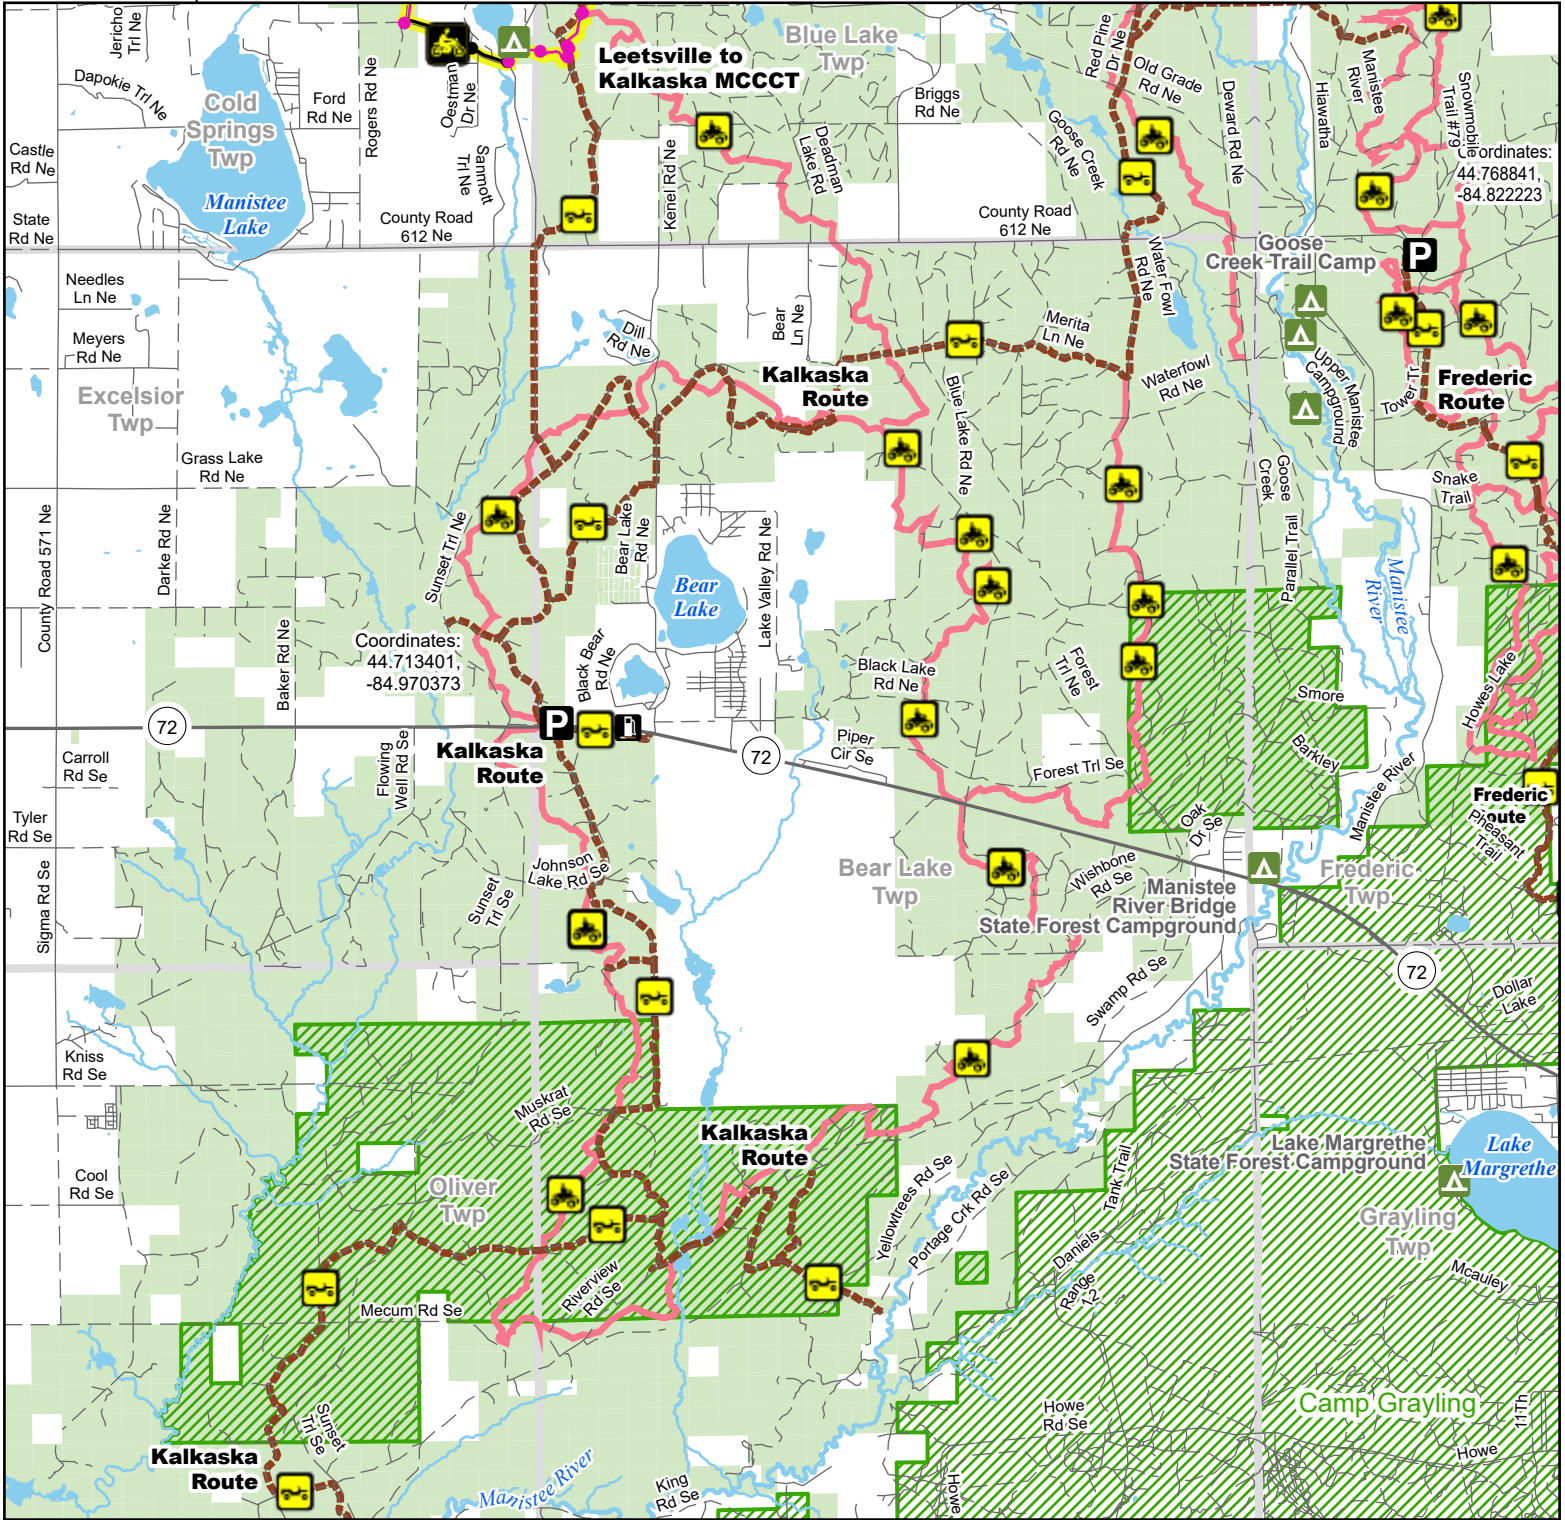 Jericho
Trl Ne
Dapokie Trl Ne
Cold
Springs
Twp
Ford
Rd Ne
Rogers Rd Ne
Oestmau
Dr Ne
Leetsville to
Kalkaska MCCCT
Blue Lake
Twp
Briggs
Rd Ne
Red Pine
Dr Ne
Old Grade
Rd Ne
Deward Rd Ne
Hiawatha
Manistee
River
Snowmobile
Trail #79
Coordinates:
44.768841,
-84.822223
Castle
Rd Ne
State
Rd Ne
Manistee
Lake
Sanmott
Trl Ne
County Road
612 Ne
Kenel Rd Ne
Deadman
Lake Rd
Goose Creek
Rd Ne
County Road
612 Ne
Water Fowl
Rd Ne
Goose
Creek Trail Camp
P
Needles
Ln Ne
Meyers
Rd Ne
Excelsior
Twp
Dill
Rd Ne
Bear
Ln Ne
Merita
Ln Ne
Kalkaska
Route
Waterfowl
Rd Ne
Upper Manistee
Campground
Tower Trl
Frederic
Route
Grass Lake
Rd Ne
Blue Lake Rd Ne
Goose
Creek
Snake
Trail
County Road 571 Ne
Darke Rd Ne
Sunset Trl Ne
Bear Lake
Rd Ne
Bear
Lake
Lake Valley Rd Ne
Parallel Trail
Manistee
River
Baker Rd Ne
Coordinates:
44.713401,
-84.970373
Black Bear
Rd Ne
Black Lake
Rd Ne
Forest
Trl Ne
Smore
Howes Lake
72
P
72
Kalkaska
Route
Carroll
Rd Se
Flowing
Well Rd Se
Piper
Cir Se
Forest Trl Se
Barkley
Manistee River
Frederic
oute
Pheasant
Trail
Tyler
Rd Se
Sigma Rd Se
Sunset
Trl Se
Johnson
Lake Rd Se
Bear Lake
Twp
Oak
Dr Se
Wishbone
Rd Se
Manistee
River Bridge
State Forest Campground
Frederic
Twp
72
Swamp Rd Se
Dollar
Lake
Kniss
Rd Se
Muskrat
Rd Se
Kalkaska
Route
Lake Margrethe
State Forest Campground
Lake
Margrethe
Cool
Rd Se
Oliver
Twp
Yellowtrees Rd Se
Portage Crk Rd Se
Tank Trail
Grayling
Twp
Daniels
Range
12
Mcauley
Riverview
Rd Se
Mecum Rd Se
Sunset
Trl Se
Kalkaska
Route
Manistee River
King
Rd Se
Howe
Howe
Rd Se
Camp Grayling
11Th
Howe